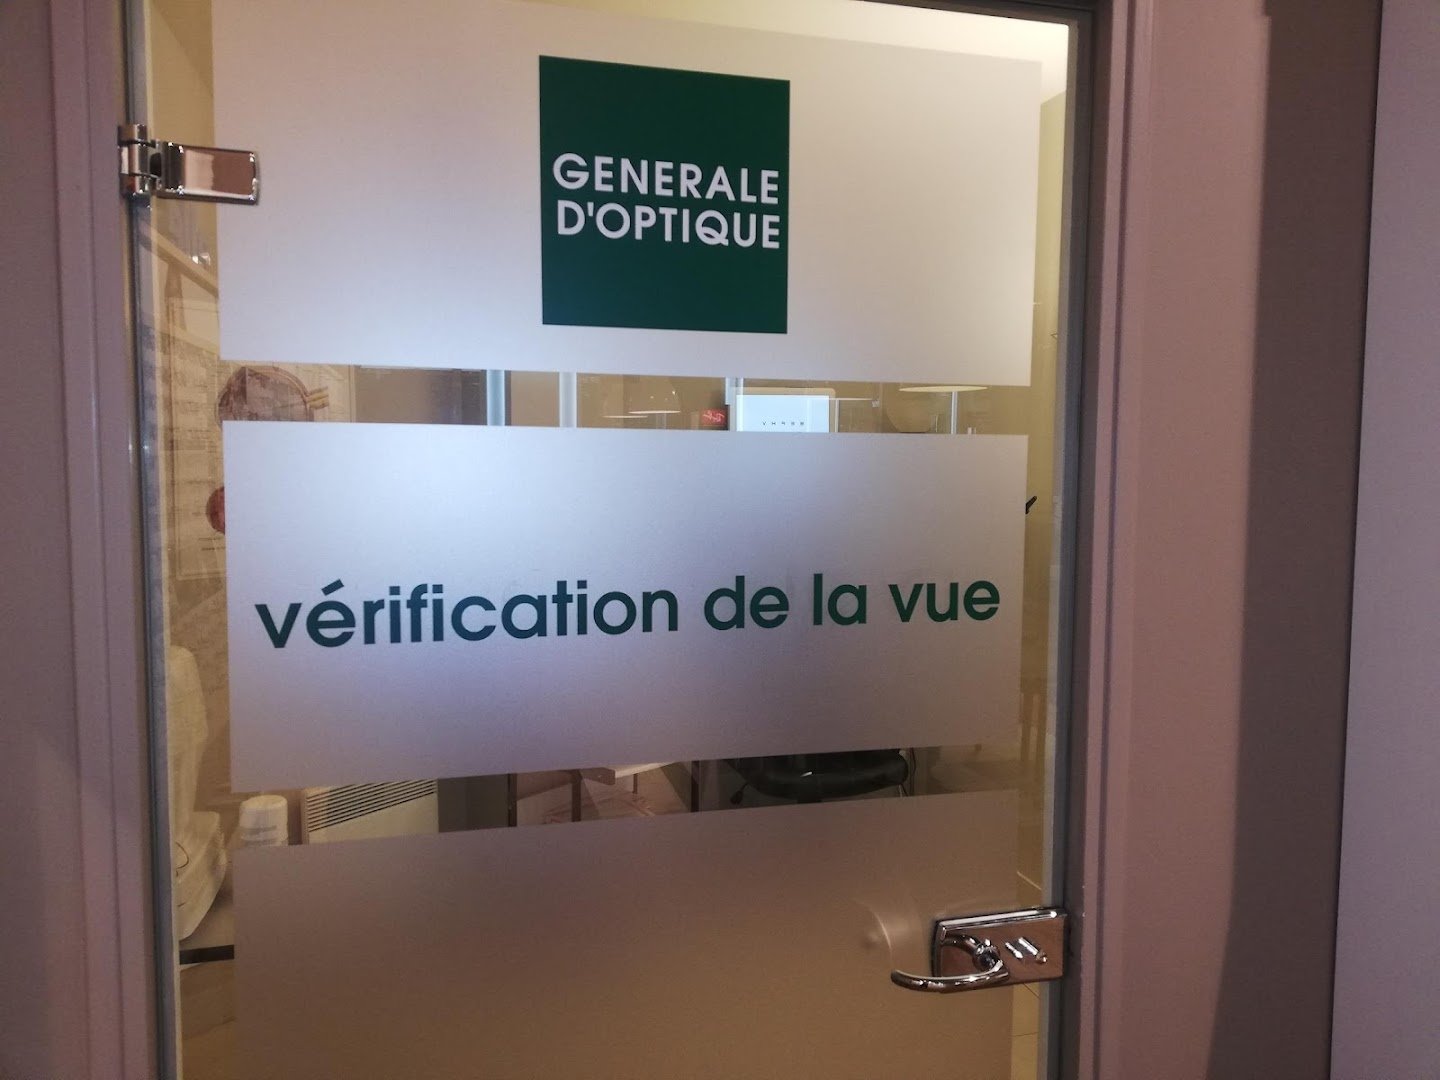 GENERALE
D'OPTIQUE
vérification de la vue